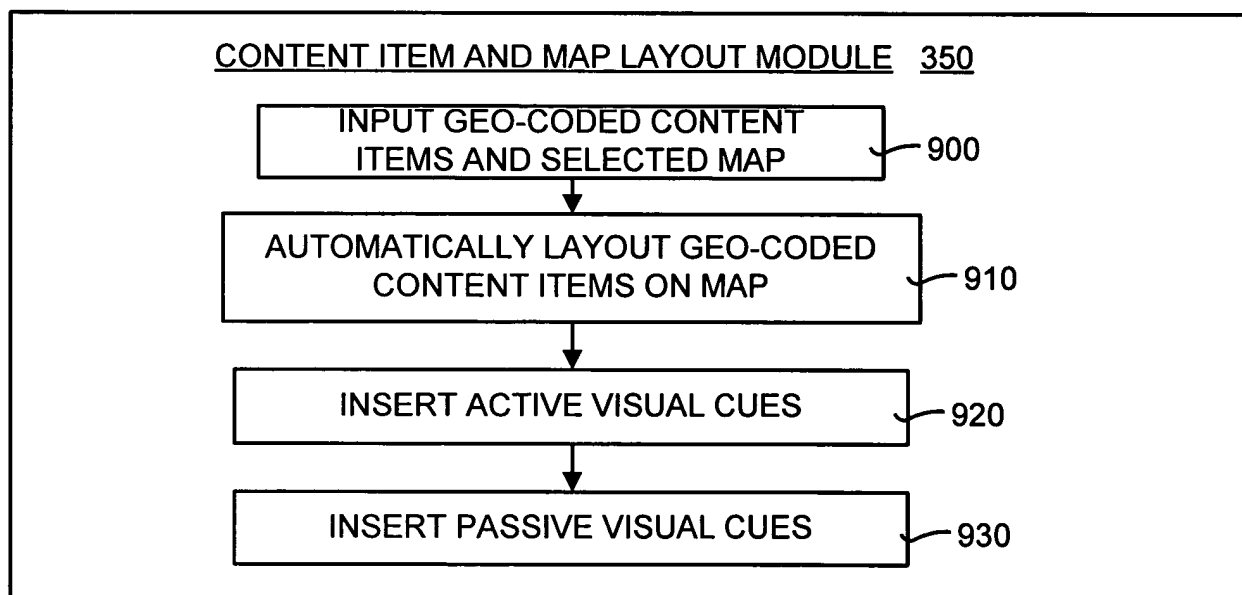 CONTENT ITEM AND MAP LAYOUT MODULE 350
INPUT GEO-CODED CONTENT
ITEMS AND SELECTED MAP
900
AUTOMATICALLY LAYOUT GEO-CODED
CONTENT ITEMS ON MAP
910
INSERT ACTIVE VISUAL CUES
920
INSERT PASSIVE VISUAL CUES
930